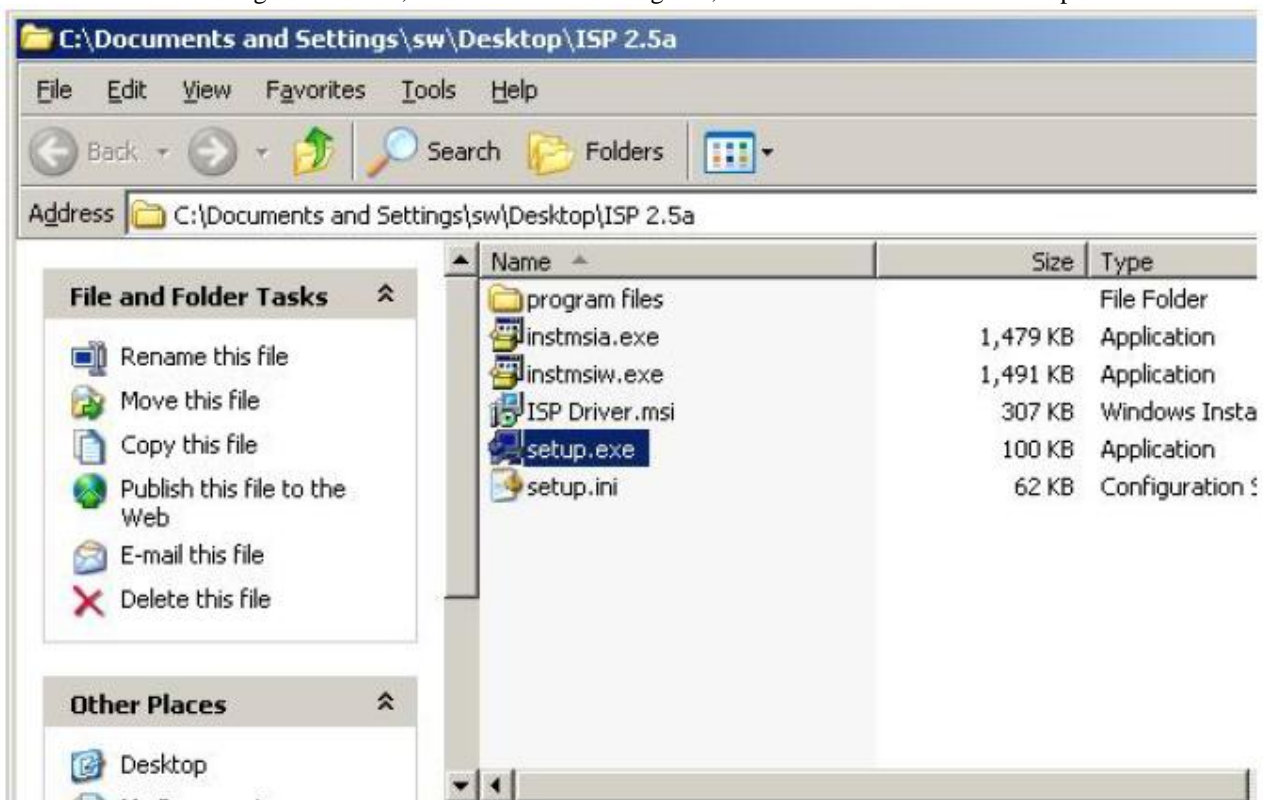 C:\Documents and Settings\sw\Desktop\ISP 2.5a
File Edit View Favorites Tools Help
Back Search Folders
Address C:\Documents and Settings\sw\Desktop\ISP 2.5a
Name Size Type
File and Folder Tasks
Rename this file
Move this file
Copy this file
Publish this file to the
Web
E-mail this file
Delete this file
Other Places
Desktop
program files File Folder
instmsia.exe 1,479 KB Application
instmsiw.exe 1,491 KB Application
ISP Driver.msi 307 KB Windows Insta
setup.exe 100 KB Application
setup.ini 62 KB Configuration